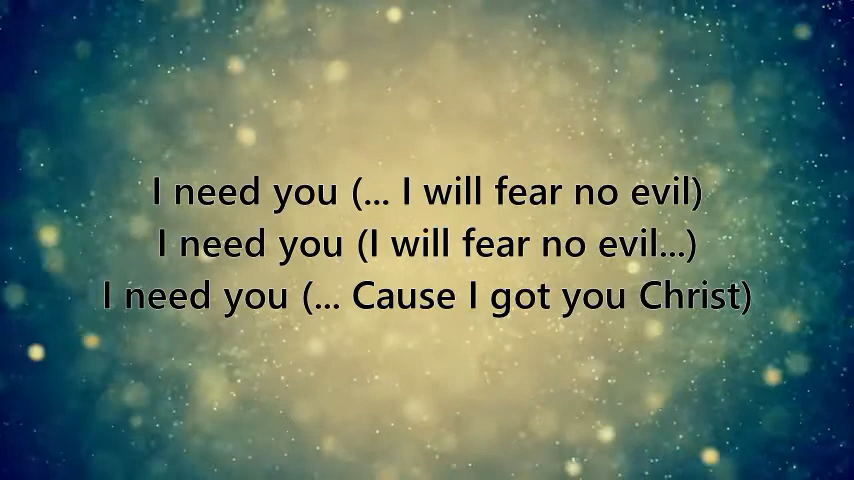 I need you (... I will fear no evil)
I need you (I will fear no evil...)
I need you (... Cause I got you Christ)